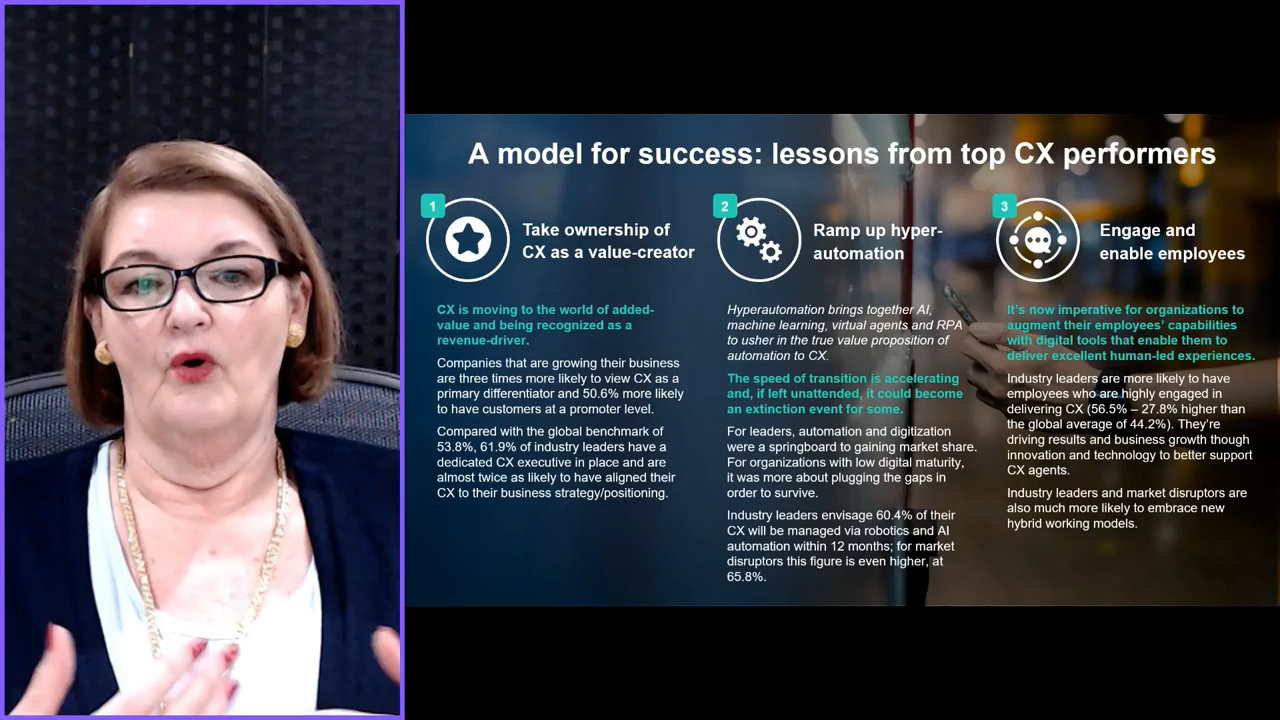 A model for success: lessons from top CX performers
1
Take ownership of
CX as a value-creator
CX is moving to the world of added-
value and being recognized as a
revenue-driver.
Companies that are growing their business
are three times more likely to view CX as a
primary differentiator and 50.6% more likely
to have customers at a promoter level.
Compared with the global benchmark of
53.8%, 61.9% of industry leaders have a
dedicated CX executive in place and are
almost twice as likely to have aligned their
CX to their business strategy/positioning.
2
Ramp up hyper-
automation
Hyperautomation brings together AI,
machine learning, virtual agents and RPA
to usher in the true value proposition of
automation to CX.
The speed of transition is accelerating
and, if left unattended, it could become
an extinction event for some.
For leaders, automation and digitization
were a springboard to gaining market share.
For organizations with low digital maturity,
it was more about plugging the gaps in
order to survive.
Industry leaders envisage 60.4% of their
CX will be managed via robotics and AI
automation within 12 months; for market
disruptors this figure is even higher, at
65.8%.
3
Engage and
enable employees
It's now imperative for organizations to
augment their employees' capabilities
with digital tools that enable them to
deliver excellent human-led experiences.
Industry leaders are more likely to have
employees who are highly engaged in
delivering CX (56.5% – 27.8% higher than
the global average of 44.2%). They're
driving results and business growth though
innovation and technology to better support
CX agents.
Industry leaders and market disruptors are
also much more likely to embrace new
hybrid working models.